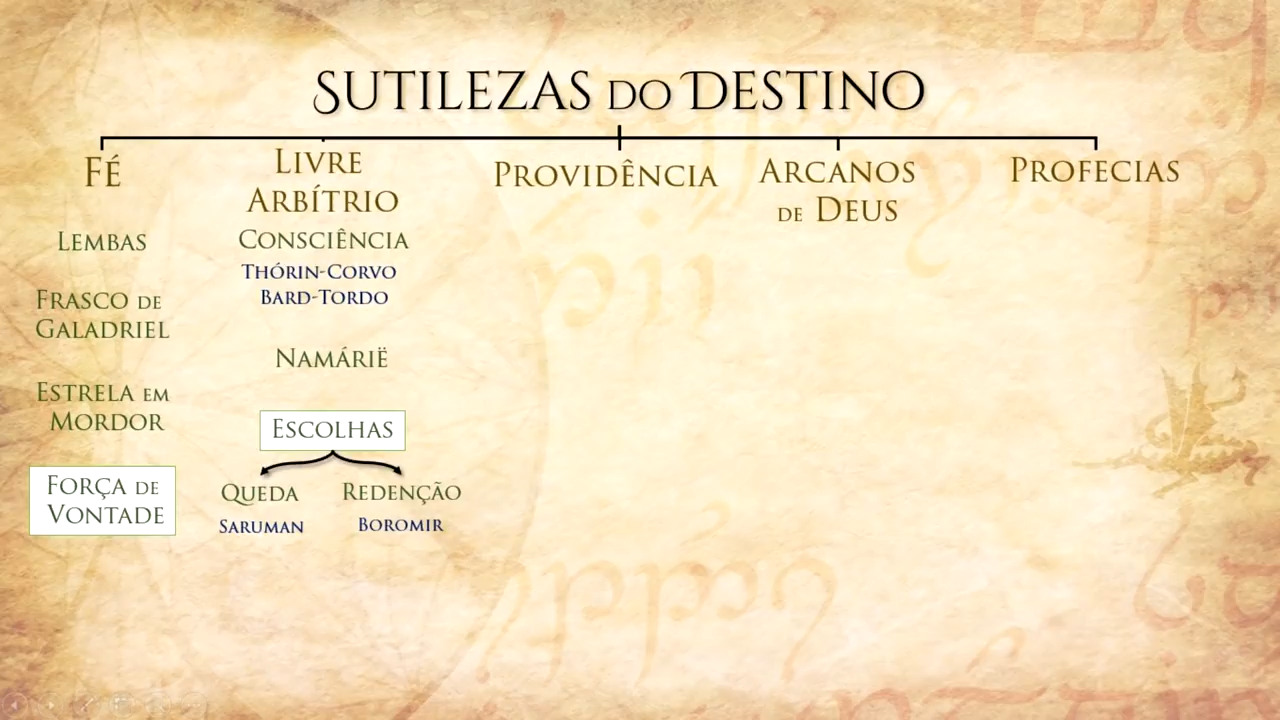 Sutilezas do Destino
Fé
Lembas
Frasco de
Galadriel
Estrela em
Mordor
Força de
Vontade
Livre
Arbítrio
Consciência
Thórin-Corvo
Bard-Tordo
Namárië
Escolhas
Queda
Saruman
Redenção
Boromir
Providência
Arcanos
de Deus
Profecias